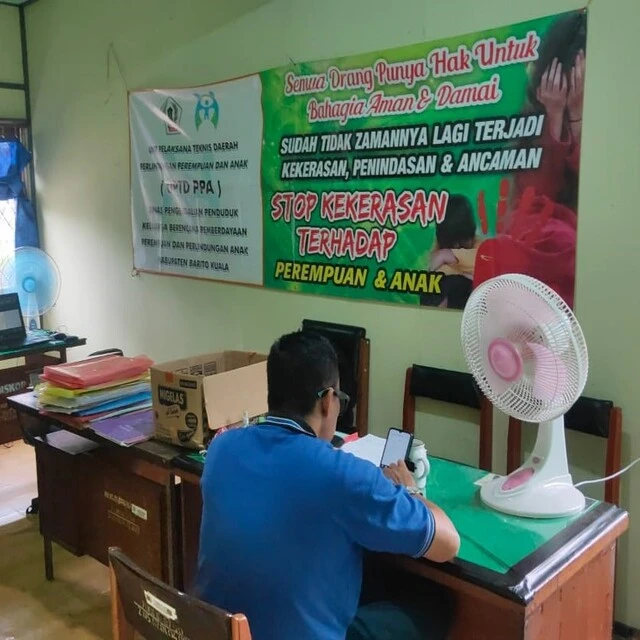 UNIT PELAKSANA TEKNIS DAERAH
PERLINDUNGAN PEREMPUAN DAN ANAK
( UPTD PPA )
DINAS PENGENDALIAN PENDUDUK
KELUARGA BERENCANA PEMBERDAYAAN
PEREMPUAN DAN PERLINDUNGAN ANAK
KABUPATEN BARITO KUALA
Semua Orang Punya Hak Untuk
Bahagia Aman & Damai
SUDAH TIDAK ZAMANNYA LAGI TERJADI
KEKERASAN, PENINDASAN & ANCAMAN
STOP KEKERASAN
TERHADAP
PEREMPUAN & ANAK